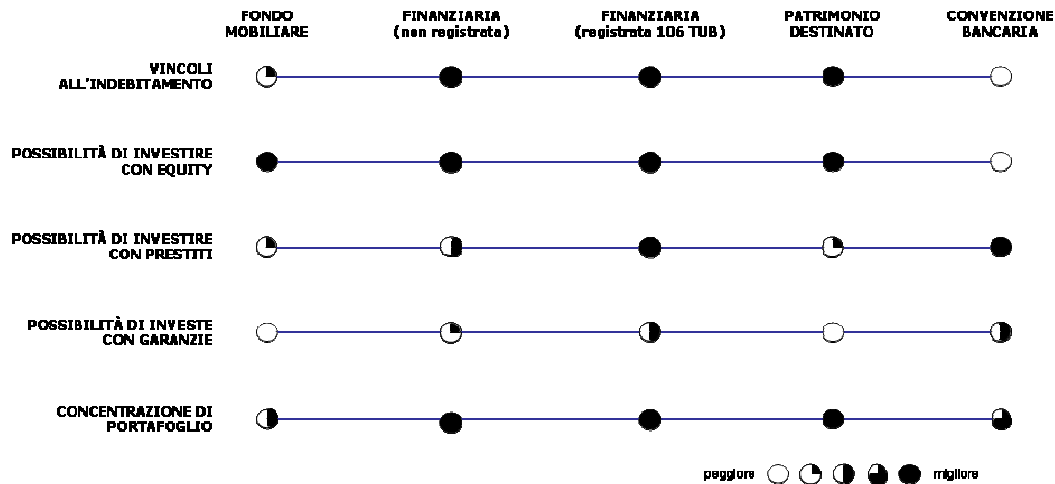 FONDO
MOBILIARE
FINANZIARIA
(non registrata)
FINANZIARIA
(registrata 106 TUB)
PATRIMONIO
DESTINATO
CONVENZIONE
BANCARIA
VINCOLI
ALL'INDEBITAMENTO
POSSIBILITÀ DI INVESTIRE
CON EQUITY
POSSIBILITÀ DI INVESTIRE
CON PRESTITI
POSSIBILITÀ DI INVESTE
CON GARANZIE
CONCENTRAZIONE DI
PORTAFOGLIO
peggiore
migliore